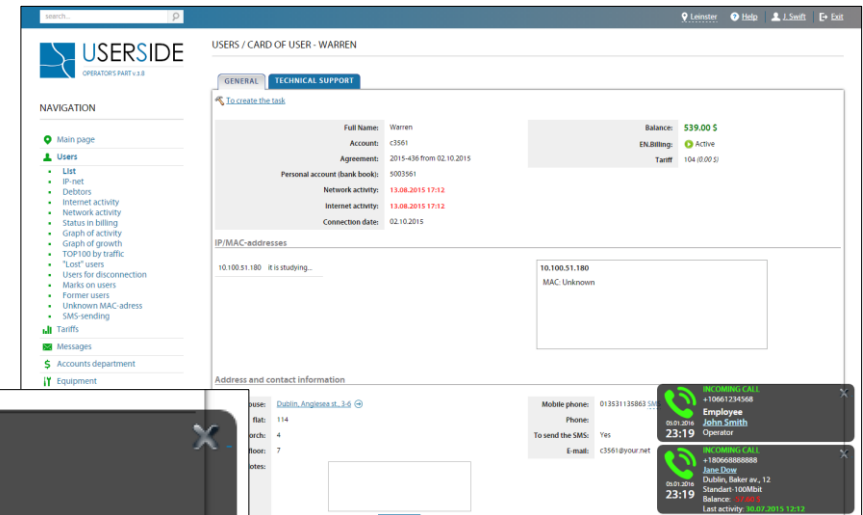 search...
Leinster Help J.Swift Exit
USERSIDE
OPERATOR'S PART v.3.8
USERS / CARD OF USER - WARREN
GENERAL TECHNICAL SUPPORT
To create the task
NAVIGATION
Main page
Users
List
IP-net
Debtors
Internet activity
Network activity
Status in billing
Graph of activity
Graph of growth
TOP100 by traffic
"Lost" users
Users for disconnection
Marks on users
Former users
Unknown MAC-adress
SMS-sending
Tariffs
Messages
Accounts department
Equipment
Full Name: Warren
Account: c3561
Agreement: 2015-436 from 02.10.2015
Personal account (bank book): 5003561
Network activity: 13.08.2015 17:12
Internet activity: 13.08.2015 17:12
Connection date: 02.10.2015
Balance: 539.00 $
EN.Billing: Active
Tariff 104 (0.00 $)
IP/MAC-addresses
10.100.51.180 it is studying...
10.100.51.180
MAC: Unknown
Address and contact information
ouse: Dublin, Anglesea st., 3-6
flat: 114
orch: 4
floor: 7
otes:
Mobile phone: 013531135863 SMS
Phone:
To send the SMS: Yes
E-mail: c3561@your.net
INCOMING CALL
+10661234568
Employee
05.01.2016 John Smith
23:19 Operator
INCOMING CALL
+180668888888
Jane Dow
Dublin, Baker av., 12
05.01.2016 Standart-100Mbit
23:19 Balance:
Last activity: 30.07.2015 12:12